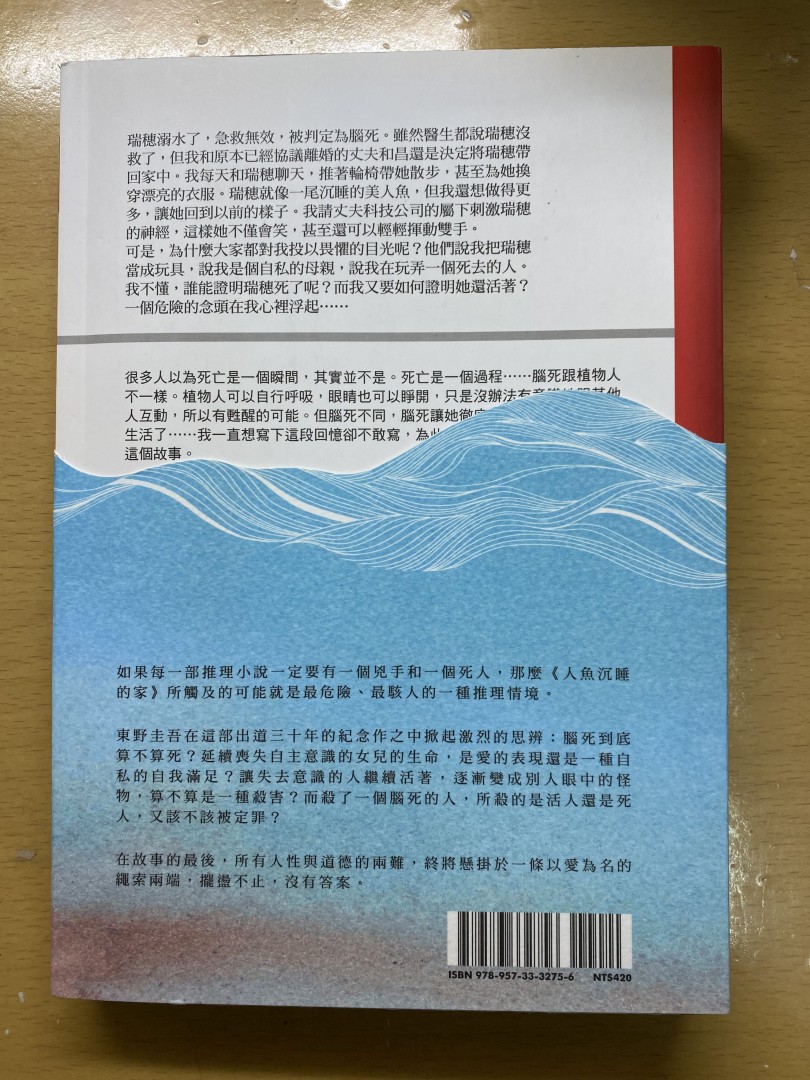 瑞穗溺水了，急救無效，被判定為腦死。雖然醫生都說瑞穗沒
救了，但我和原本已經協議離婚的丈夫和昌還是決定將瑞穗帶
回家中。我每天和瑞穗聊天，推著輪椅帶她散步，甚至為她換
穿漂亮的衣服。瑞穗就像一尾沉睡的美人魚，但我還想做得更
多，讓她回到以前的樣子。我請丈夫科技公司的屬下刺激瑞穗
的神經，這樣她不僅會笑，甚至還可以輕輕揮動雙手。
可是，為什麼大家都對我投以畏懼的目光呢？他們說我把瑞穗
當成玩具，說我是個自私的母親，說我在玩弄一個死去的人。
我不懂，誰能證明瑞穗死了呢？而我又要如何證明她還活著？
一個危險的念頭在我心裡浮起⋯⋯
很多人以為死亡是一個瞬間，其實並不是。死亡是一個過程⋯⋯腦死跟植物人
不一樣。植物人可以自行呼吸，眼睛也可以睜開，只是沒辦法有
人互動，所以有甦醒的可能。但腦死不同，腦死讓她徹
生活了⋯⋯我一直想寫下這段回憶卻不敢寫，為
這個故事。
如果每一部推理小說一定要有一個兇手和一個死人，那麼《人魚沉睡
的家》所觸及的可能就是最危險、最駭人的一種推理情境。
東野圭吾在這部出道三十年的紀念作之中掀起激烈的思辨：腦死到底
算不算死？延續喪失自主意識的女兒的生命，是愛的表現還是一種自
私的自我滿足？讓失去意識的人繼續活著，逐漸變成別人眼中的怪
物，算不算是一種殺害？而殺了一個腦死的人，所殺的是活人還是死
人，又該不該被定罪？
在故事的最後，所有人性與道德的兩難，終將懸掛於一條以愛為名的
繩索兩端，擺盪不止，沒有答案。
ISBN 978-957-33-3275-6 NT$420